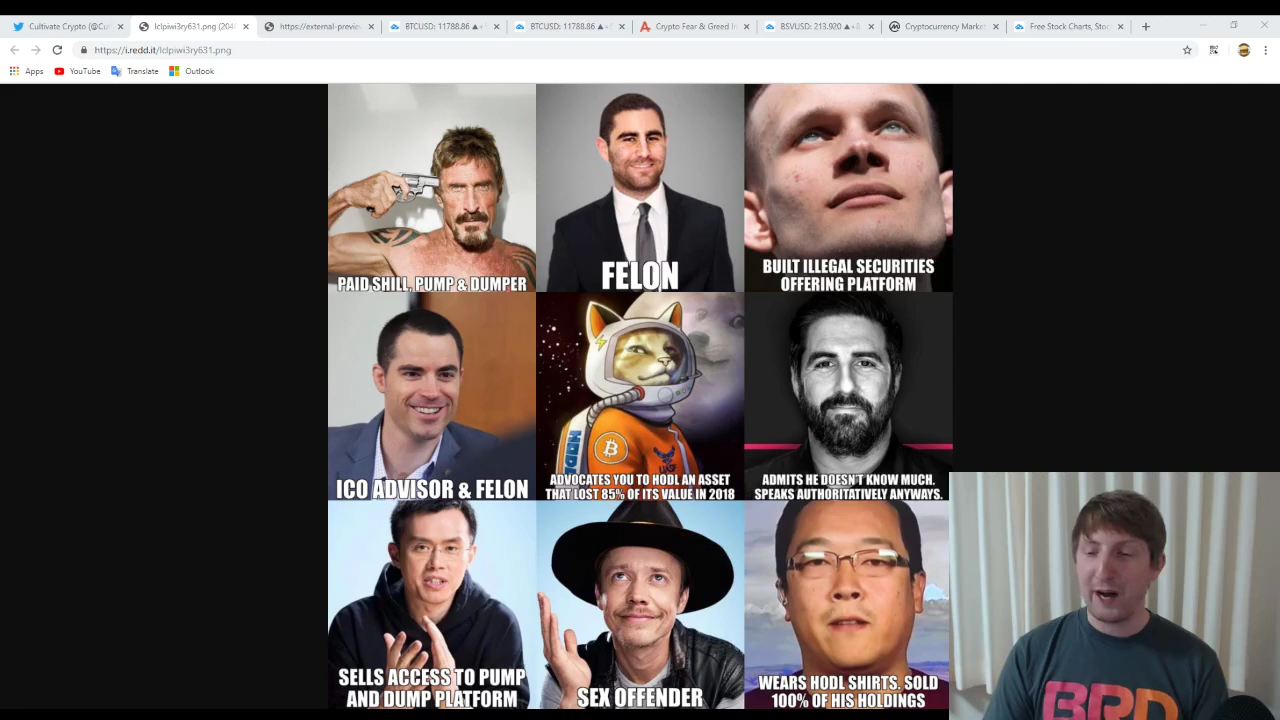 Cultivate Crypto (@Cul
lclpiwi3ry631.png (204
https://external-preview
BTCUSD: 11788.86
BTCUSD: 11788.86
Crypto Fear & Greed In
BSVUSD: 213.920
Cryptocurrency Market
Free Stock Charts, Stoc
https://i.redd.it/lclpiwi3ry631.png
Apps
YouTube
Translate
Outlook
PAID SHILL, PUMP & DUMPER
FELON
BUILT ILLEGAL SECURITIES
OFFERING PLATFORM
ICO ADVISOR & FELON
HODL
B
UASF
ADVOCATES YOU TO HODL AN ASSET
THAT LOST 85% OF ITS VALUE IN 2018
ADMITS HE DOESN'T KNOW MUCH.
SPEAKS AUTHORITATIVELY ANYWAYS.
SELLS ACCESS TO PUMP
AND DUMP PLATFORM
SEX OFFENDER
WEARS HODL SHIRTS. SOLD
100% OF HIS HOLDINGS
BRD